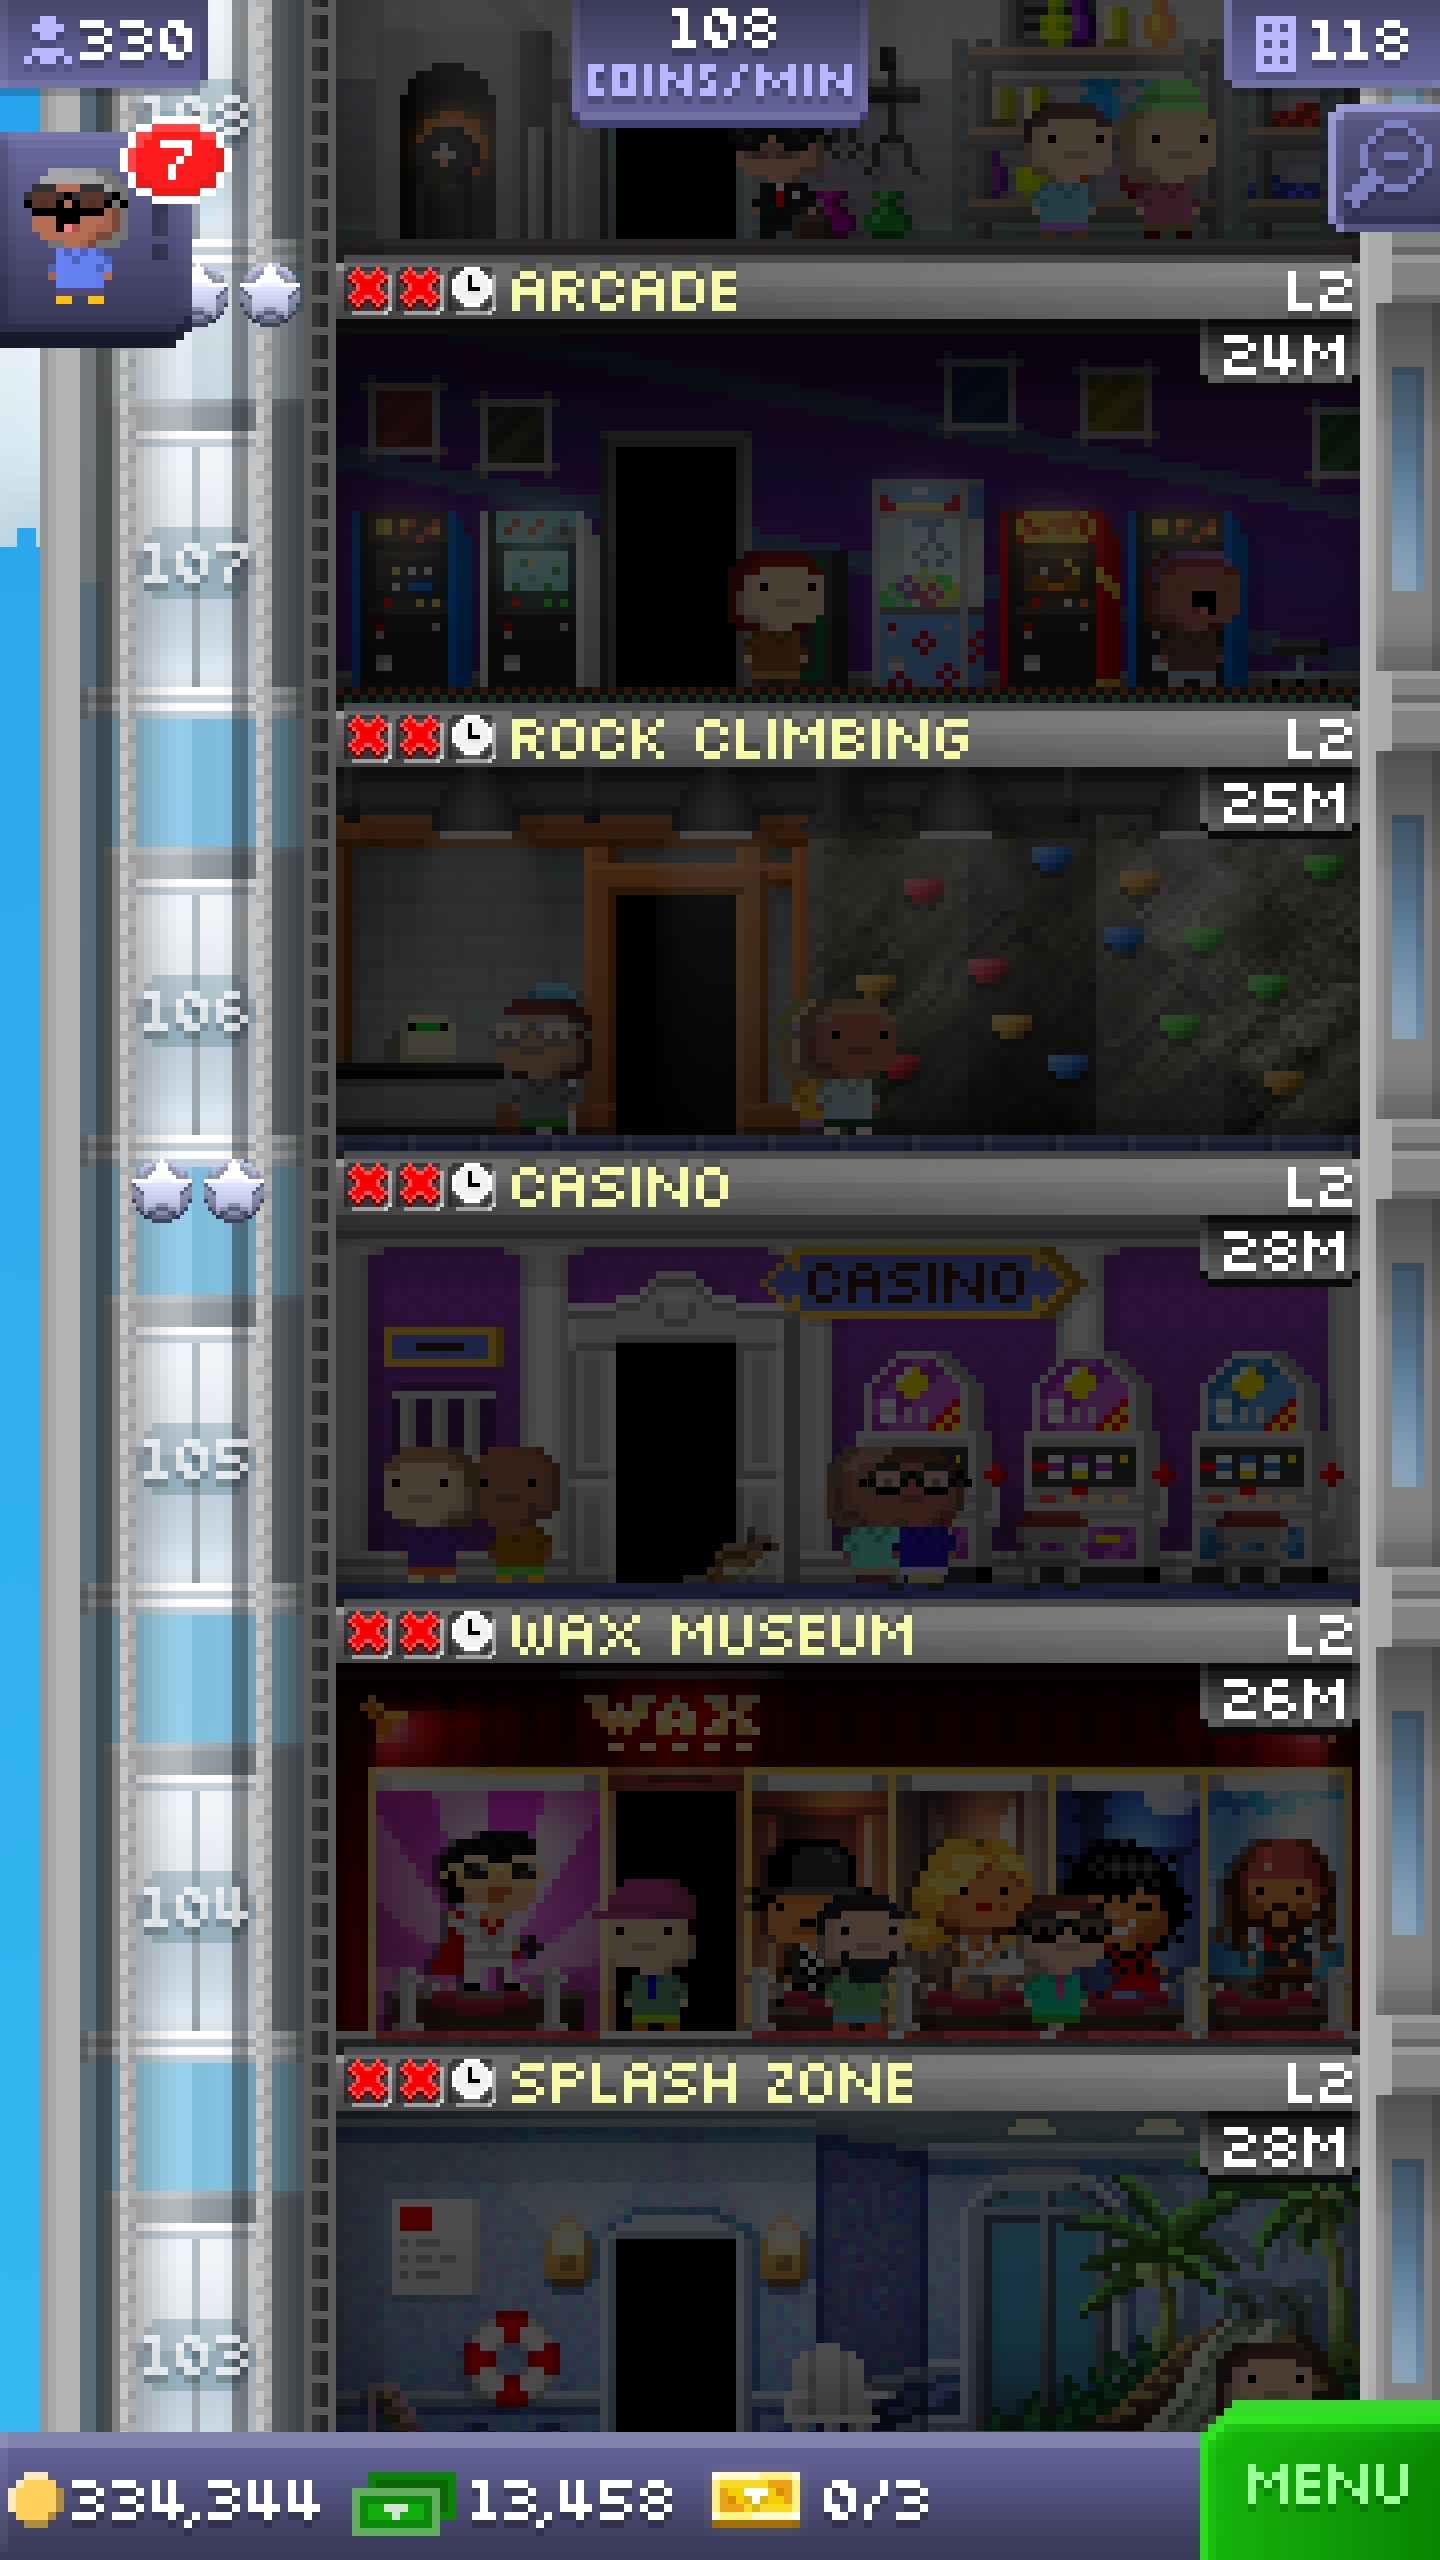 330
108
COINS/MIN
118
108
7
ARCADE L2
24M
107
ROCK CLIMBING L2
25M
106
CASINO L2
28M
CASINO
105
WAX MUSEUM L2
26M
WAX
104
SPLASH ZONE L2
28M
103
334,344 13,458 0/3
MENU